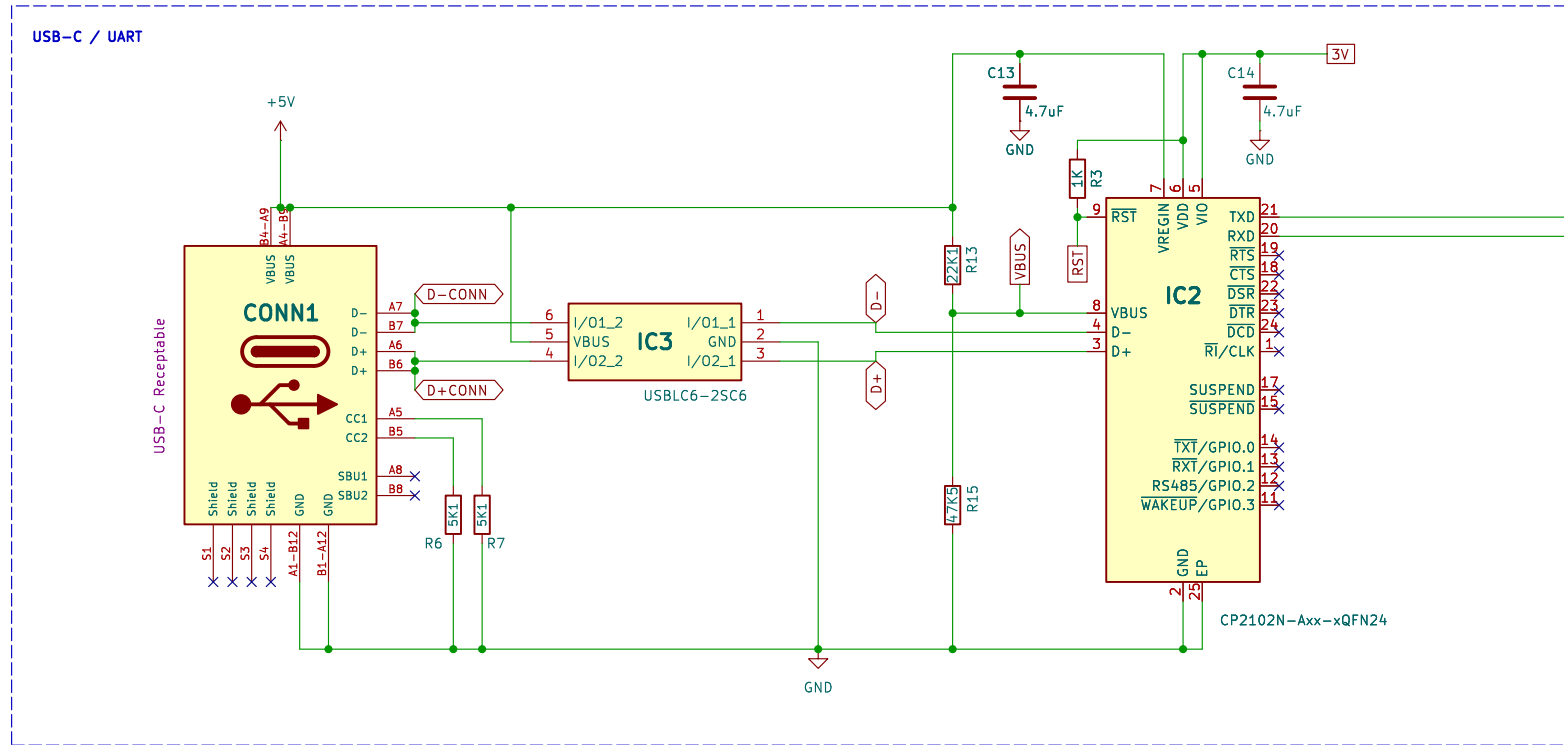 USB-C / UART
+5V
B4-A9
A4-B9
VBUS
VBUS
CONN1
USB-C Receptable
D- A7
D- B7
D+ A6
D+ B6
CC1 A5
CC2 B5
SBU1 A8
SBU2 B8
Shield
Shield
Shield
Shield
GND
GND
S1
S2
S3
S4
A1-B12
B1-A12
D-CONN
D+CONN
5K1
R6
5K1
R7
6 I/O1_2
5 VBUS
4 I/O2_2
IC3
I/O1_1 1
GND 2
I/O2_1 3
USBLC6-2SC6
GND
D-
D+
22K1
R13
47K5
R15
VBUS
C13
4.7uF
GND
1K
R3
RST
C14
4.7uF
GND
3V
7
6
5
VREGIN
VDD
VIO
9 RST
8 VBUS
4 D-
3 D+
IC2
TXD 21
RXD 20
RTS 19
CTS 18
DSR 22
DTR 23
DCD 24
RI/CLK 1
SUSPEND 17
SUSPEND 15
TXT/GPIO.0 14
RXT/GPIO.1 13
RS485/GPIO.2 12
WAKEUP/GPIO.3 11
GND
EP
2
25
CP2102N-Axx-xQFN24